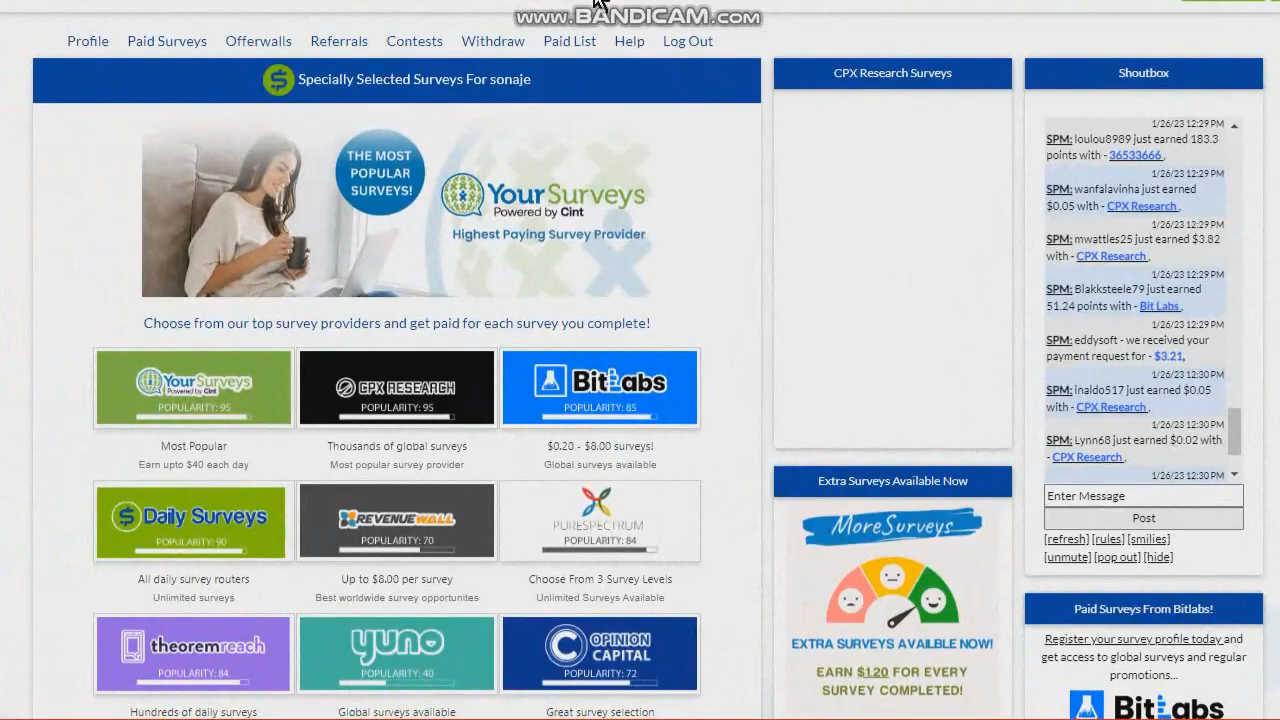 www.BANDICAM.com
Profile Paid Surveys Offerwalls Referrals Contests Withdraw Paid List Help Log Out
Specially Selected Surveys For sonaje
THE MOST
POPULAR
SURVEYS!
YourSurveys
Powered by Cint
Highest Paying Survey Provider
Choose from our top survey providers and get paid for each survey you complete!
YourSurveys
Powered by Cint
POPULARITY: 95
Most Popular
Earn upto $40 each day
CPX RESEARCH
POPULARITY: 95
Thousands of global surveys
Most popular survey provider
BitLabs
POPULARITY: 85
$0.20 - $8.00 surveys!
Global surveys available
Daily Surveys
POPULARITY: 90
All daily survey routers
Unlimited surveys
REVENUEWALL
POPULARITY: 70
Up to $8.00 per survey
Best worldwide survey opportunites
PURESPECTRUM
POPULARITY: 84
Choose From 3 Survey Levels
Unlimited Surveys Available
theoremreach
POPULARITY: 84
Hundreds of daily surveys
yuno
POPULARITY: 40
Global surveys available
OPINION
CAPITAL
POPULARITY: 72
Great survey selection
CPX Research Surveys
Extra Surveys Available Now
MoreSurveys
EXTRA SURVEYS AVAILBLE NOW!
EARN $1.20 FOR EVERY
SURVEY COMPLETED!
Shoutbox
1/26/23 12:29 PM
SPM: loulou8989 just earned 183.3
points with - 36533666 .
1/26/23 12:29 PM
SPM: wanfalavinha just earned
$0.05 with - CPX Research .
1/26/23 12:29 PM
SPM: mwattles25 just earned $3.82
with - CPX Research .
1/26/23 12:29 PM
SPM: Blakksteele79 just earned
51.24 points with - Bit Labs .
1/26/23 12:29 PM
SPM: eddysoft - we received your
payment request for - $3.21,
1/26/23 12:30 PM
SPM: inaldo517 just earned $0.05
with - CPX Research .
1/26/23 12:30 PM
SPM: Lynn68 just earned $0.02 with
- CPX Research .
1/26/23 12:30 PM
Enter Message
Post
[refresh] [rules] [smilies]
[unmute] [pop out] [hide]
Paid Surveys From Bitlabs!
Register your survey profile today and
get access to global surveys and regular
promotions...
BitLabs